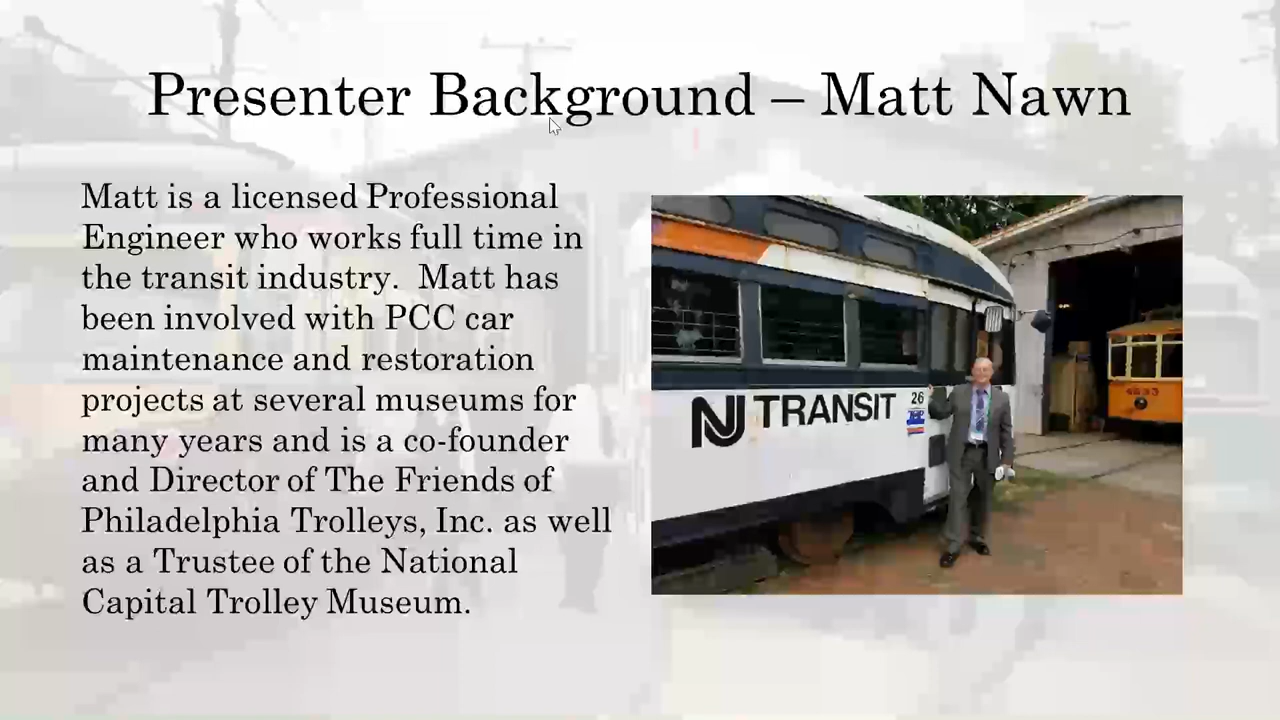 Presenter Background – Matt Nawn
Matt is a licensed Professional
Engineer who works full time in
the transit industry.  Matt has
been involved with PCC car
maintenance and restoration
projects at several museums for
many years and is a co-founder
and Director of The Friends of
Philadelphia Trolleys, Inc. as well
as a Trustee of the National
Capital Trolley Museum.
NJ TRANSIT
26